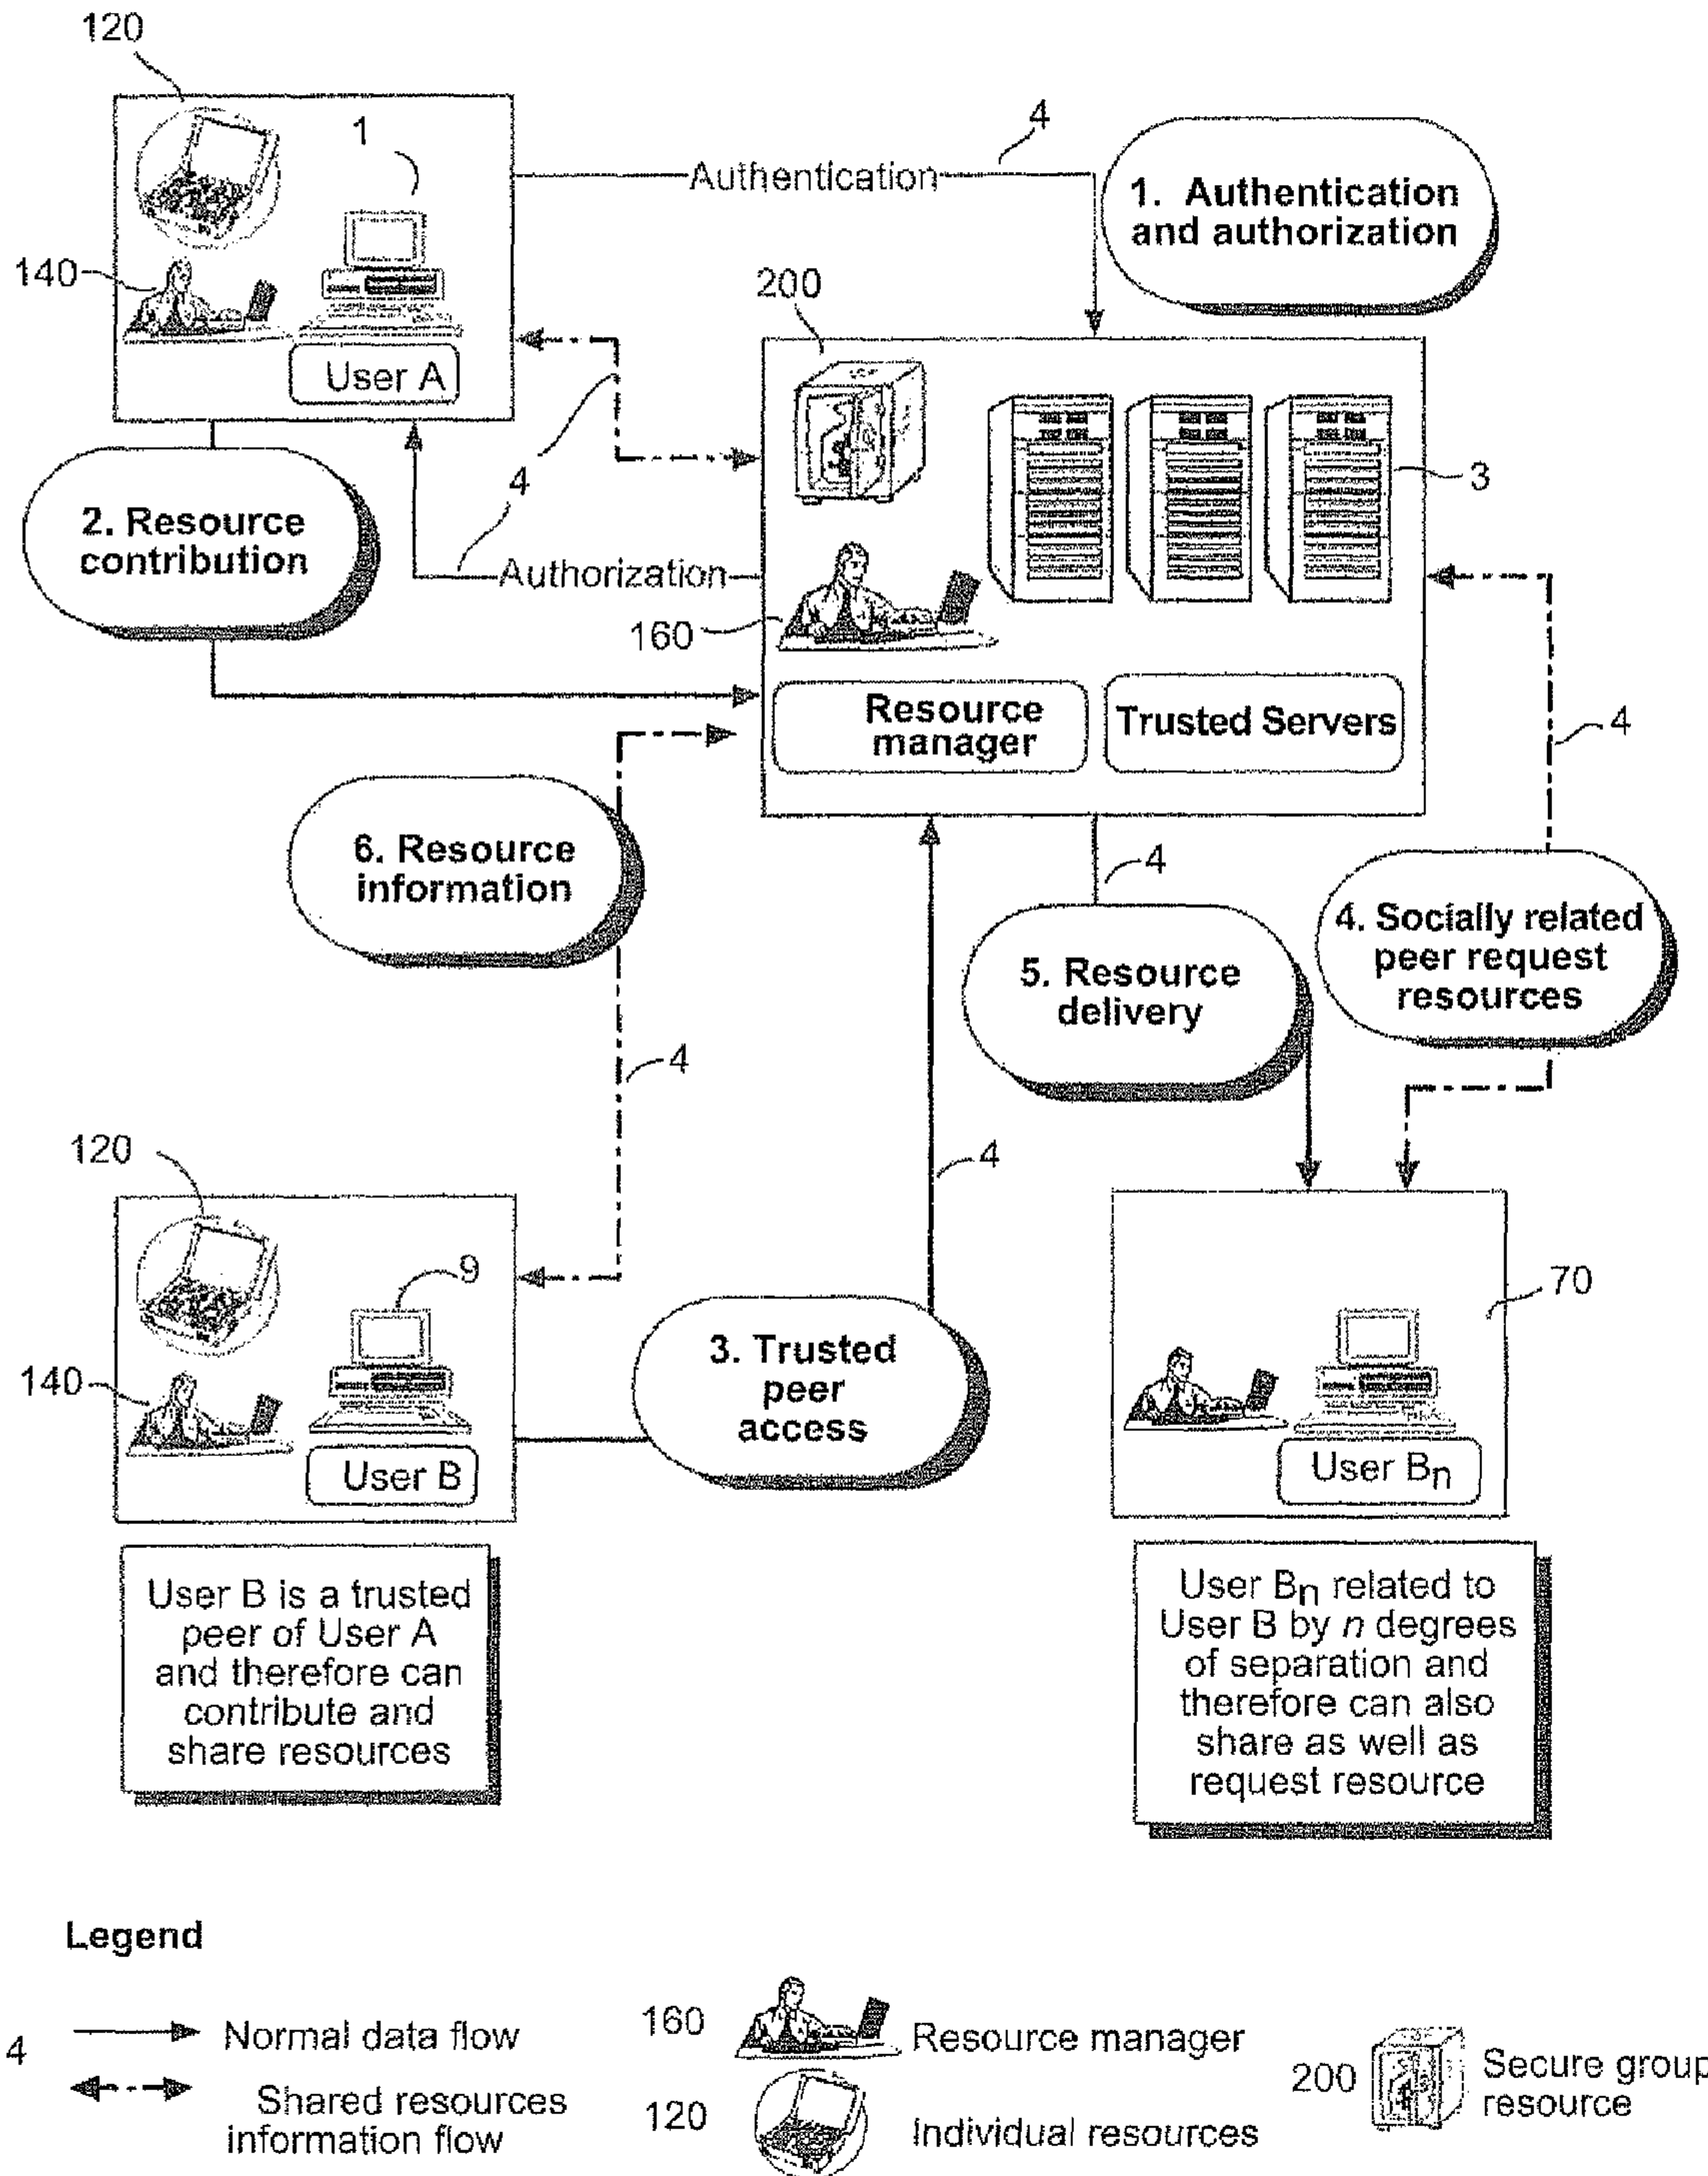 120
1
140
User A
Authentication
4
1. Authentication
and authorization
200
4
Authorization
3
160
2. Resource
contribution
Resource
manager
Trusted Servers
4
6. Resource
information
4
5. Resource
delivery
4. Socially related
peer request
resources
4
4
120
9
140
User B
3. Trusted
peer
access
70
User Bn
User B is a trusted
peer of User A
and therefore can
contribute and
share resources
User Bn related to
User B by n degrees
of separation and
therefore can also
share as well as
request resource
Legend
4
Normal data flow
Shared resources
information flow
160
Resource manager
120
Individual resources
200
Secure group
resource